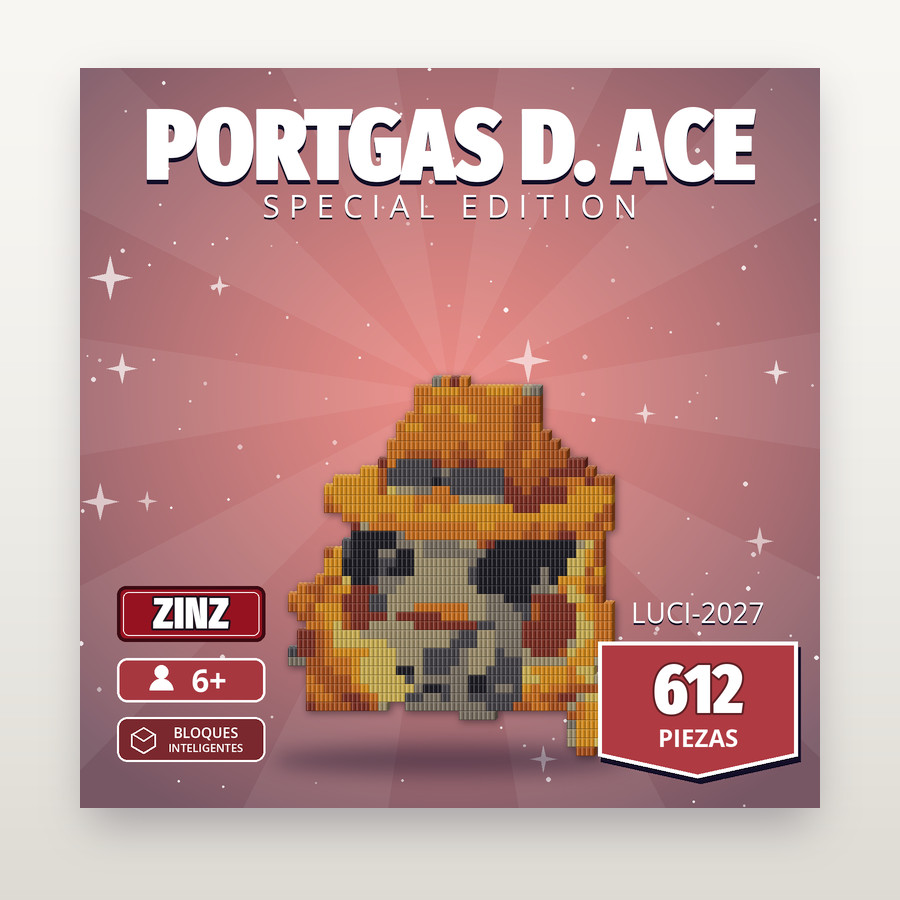 PORTGAS D. ACE
SPECIAL EDITION
ZINZ
6+
BLOQUES
INTELIGENTES
LUCI-2027
612
PIEZAS